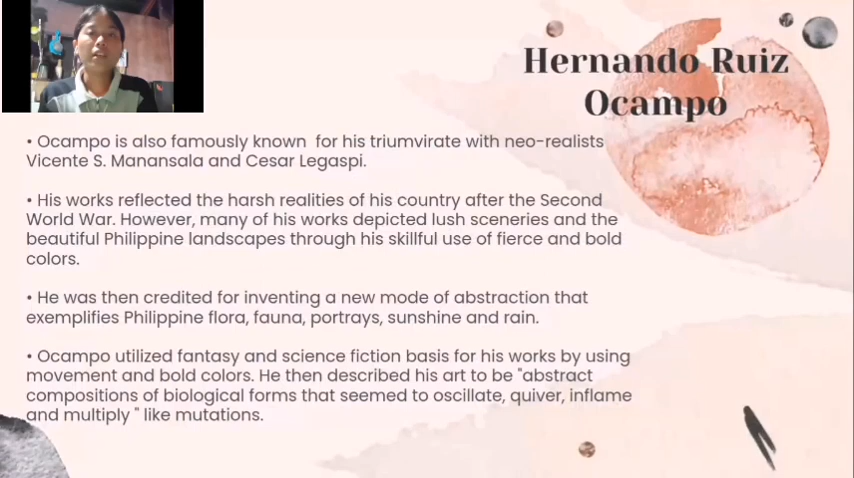 Hernando Ruiz
Ocampo
• Ocampo is also famously known for his triumvirate with neo-realists
Vicente S. Manansala and Cesar Legaspi.
• His works reflected the harsh realities of his country after the Second
World War. However, many of his works depicted lush sceneries and the
beautiful Philippine landscapes through his skillful use of fierce and bold
colors.
• He was then credited for inventing a new mode of abstraction that
exemplifies Philippine flora, fauna, portrays, sunshine and rain.
• Ocampo utilized fantasy and science fiction basis for his works by using
movement and bold colors. He then described his art to be "abstract
compositions of biological forms that seemed to oscillate, quiver, inflame
and multiply " like mutations.